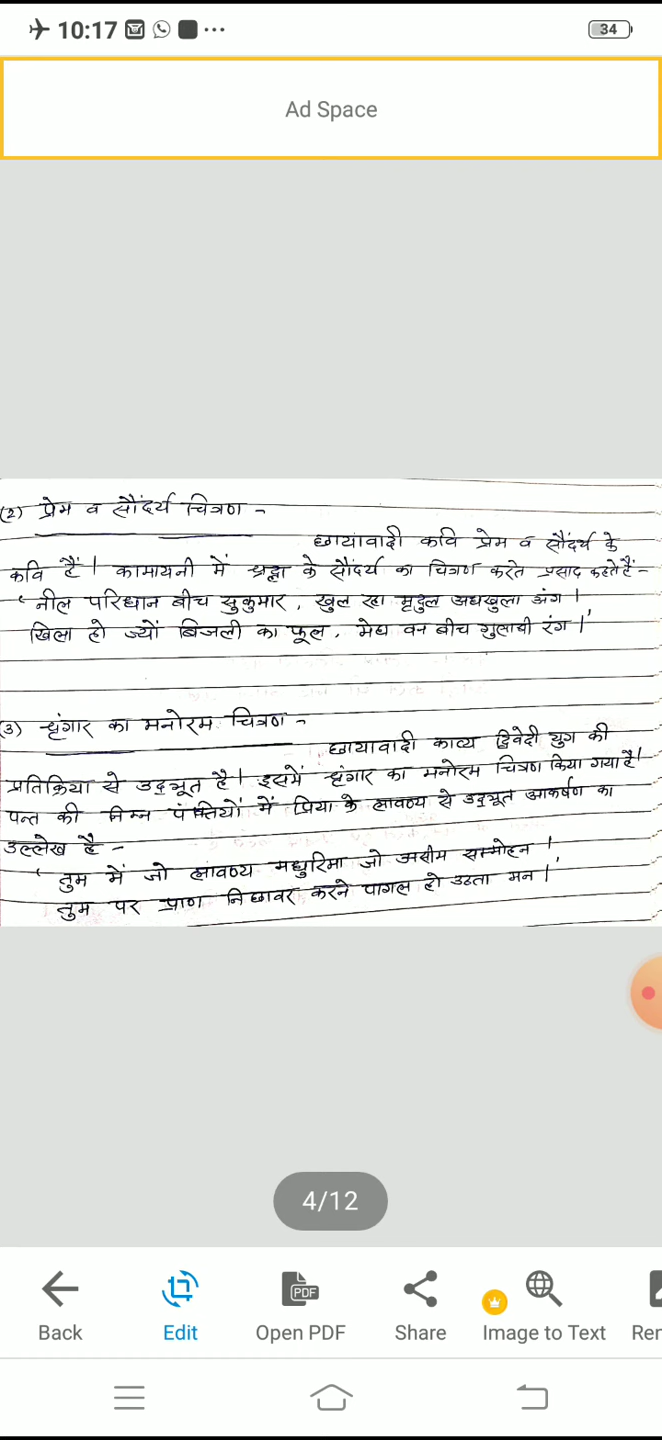 10:17
34
Ad Space
(2) प्रेम व सौंदर्य चित्रण -
छायावादी कवि प्रेम व सौंदर्य के
कवि हैं। कामायनी में श्रद्धा के सौंदर्य का चित्रण करते प्रसाद कहते हैं -
' नील परिधान बीच सुकुमार, खुल रहा मृदुल अधखुला अंग।
खिला हो ज्यों बिजली का फूल, मेघ वन बीच गुलाबी रंग।'
(3) श्रृंगार का मनोरम चित्रण -
छायावादी काव्य द्विवेदी युग की
प्रतिक्रिया से उद्भूत है। इसमें श्रृंगार का मनोरम चित्रण किया गया है।
पन्त की निम्न पंक्तियों में प्रिया के लावण्य से उद्भूत आकर्षण का
उल्लेख है -
' तुम में जो लावण्य मधुरिमा जो असीम सम्मोहन।
तुम पर प्राण निछावर करने पागल हो उठता मन।'
4/12
Back Edit Open PDF Share Image to Text Rer